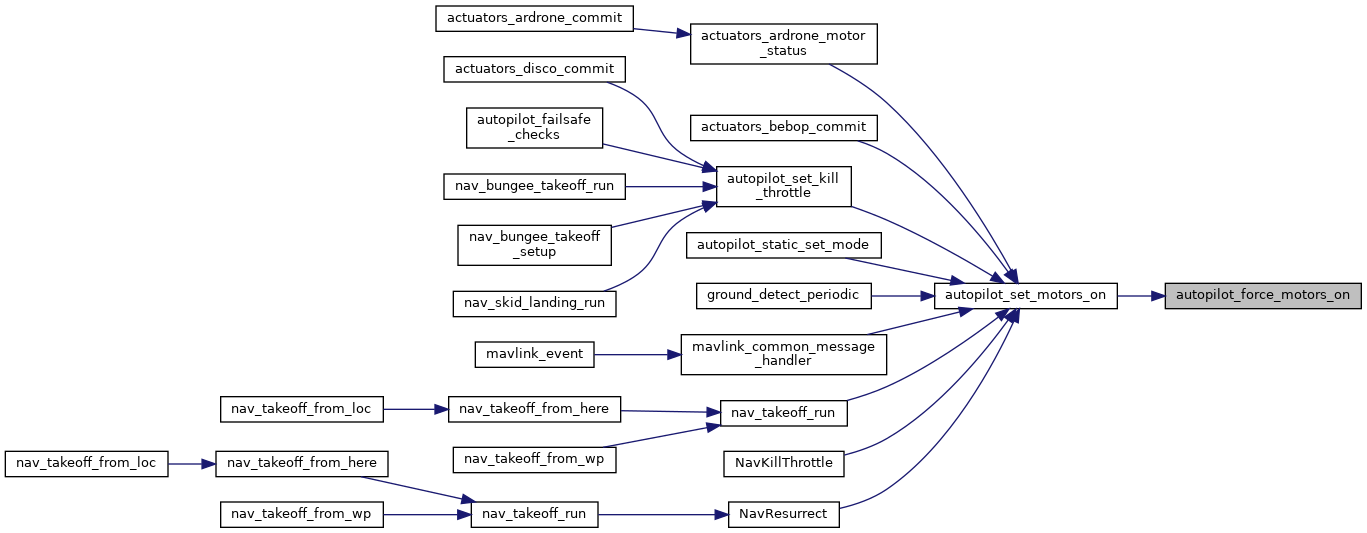 actuators_ardrone_commit
actuators_ardrone_motor
_status
actuators_disco_commit
autopilot_failsafe
_checks
actuators_bebop_commit
nav_bungee_takeoff_run
autopilot_set_kill
_throttle
nav_bungee_takeoff
_setup
autopilot_static_set_mode
nav_skid_landing_run
ground_detect_periodic
autopilot_set_motors_on
autopilot_force_motors_on
mavlink_event
mavlink_common_message
_handler
nav_takeoff_from_loc
nav_takeoff_from_here
nav_takeoff_run
nav_takeoff_from_wp
nav_takeoff_from_loc
nav_takeoff_from_here
NavKillThrottle
nav_takeoff_from_wp
nav_takeoff_run
NavResurrect